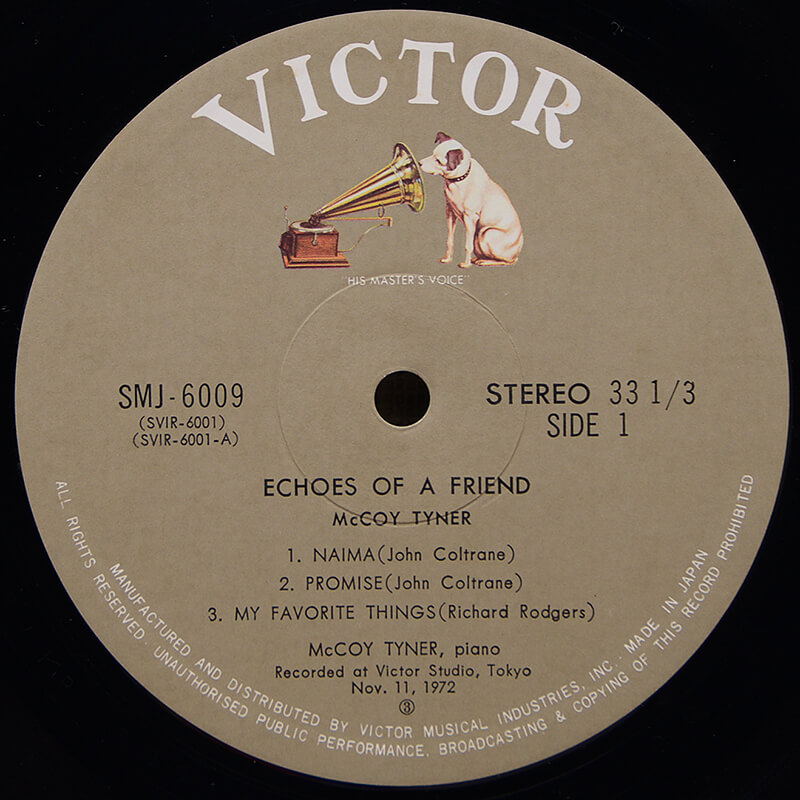 VICTOR
"HIS MASTER'S VOICE"
SMJ-6009
(SVIR-6001)
(SVIR-6001-A)
STEREO 33 1/3
SIDE 1
ECHOES OF A FRIEND
McCOY TYNER
1. NAIMA(John Coltrane)
2. PROMISE(John Coltrane)
3. MY FAVORITE THINGS(Richard Rodgers)
McCOY TYNER, piano
Recorded at Victor Studio, Tokyo
Nov. 11, 1972
③
MANUFACTURED AND DISTRIBUTED BY VICTOR MUSICAL INDUSTRIES, INC. · MADE IN JAPAN
ALL RIGHTS RESERVED · UNAUTHORISED PUBLIC PERFORMANCE, BROADCASTING & COPYING OF THIS RECORD PROHIBITED